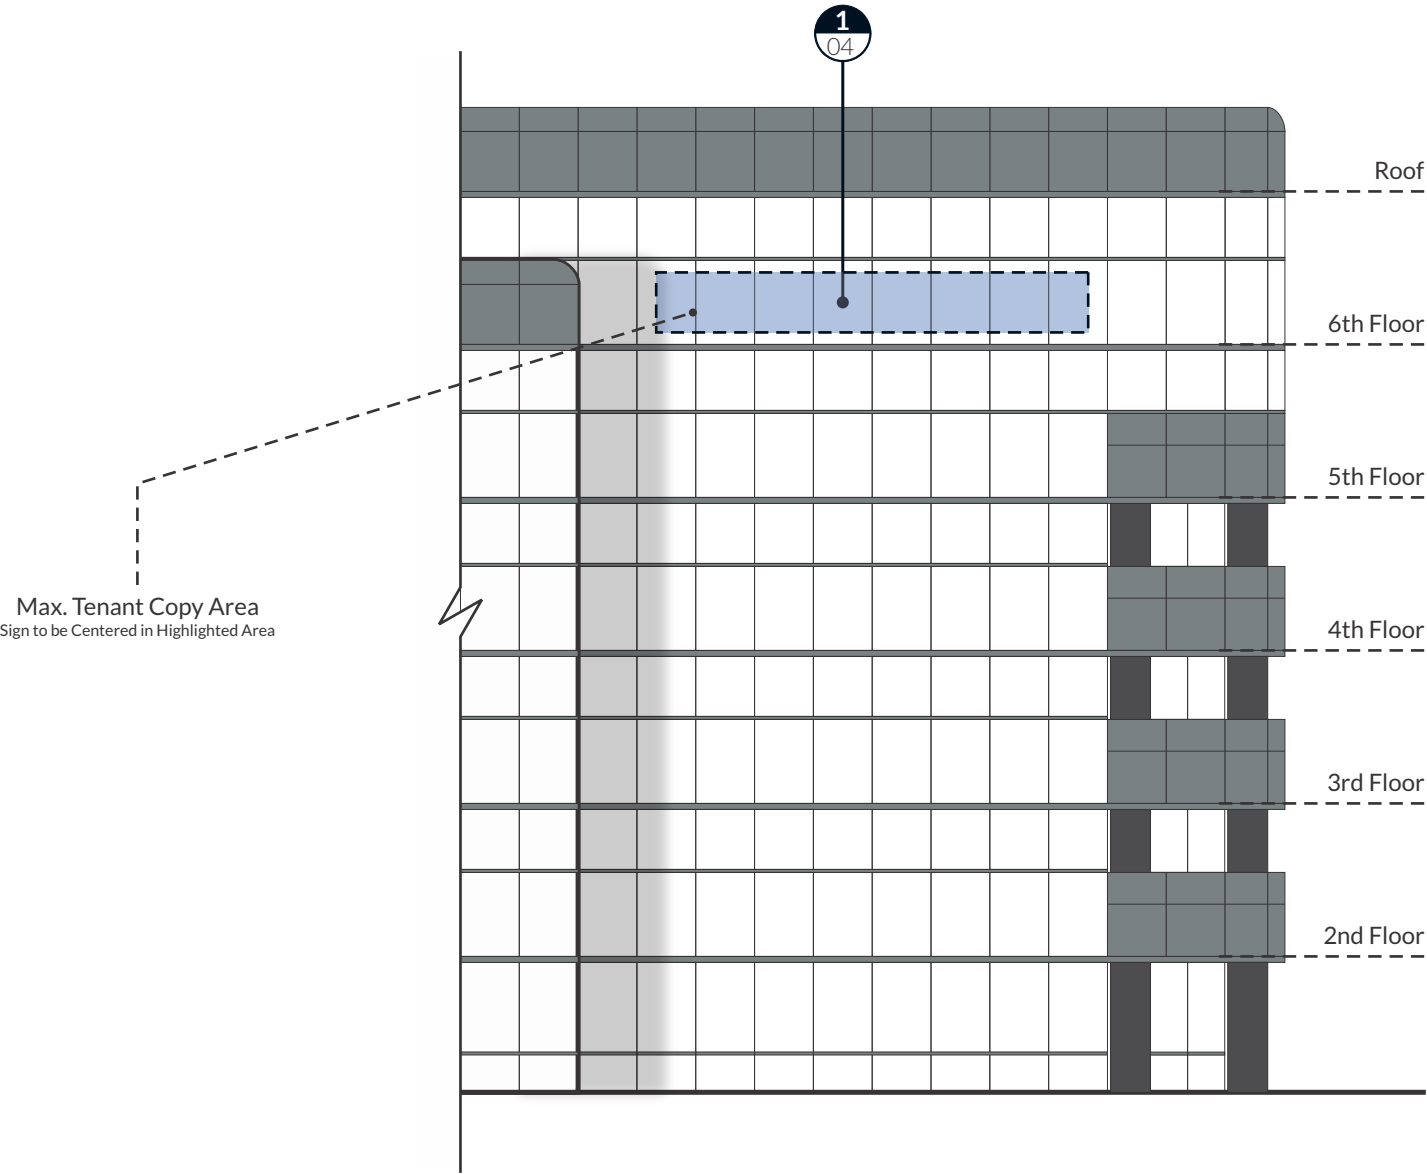 1
04
Roof
6th Floor
5th Floor
Max. Tenant Copy Area
Sign to be Centered in Highlighted Area
4th Floor
3rd Floor
2nd Floor